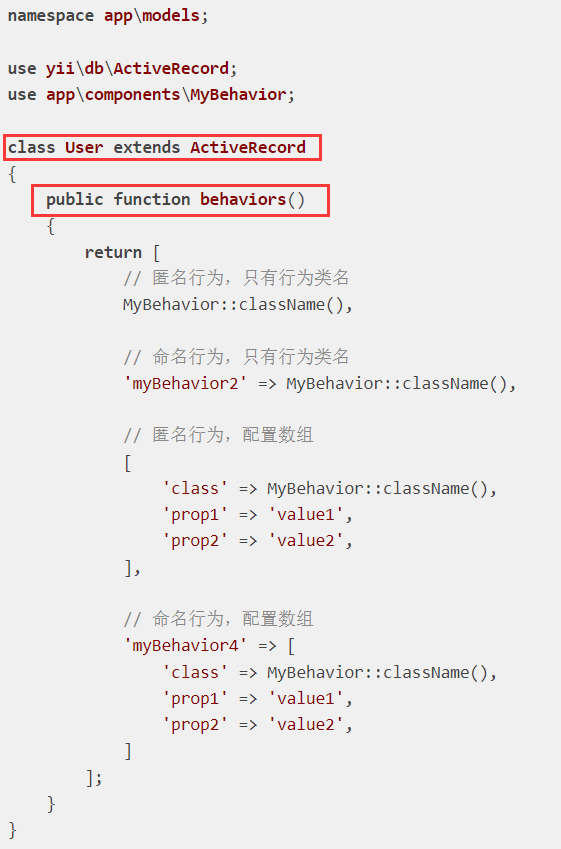 namespace app\models;
use yii\db\ActiveRecord;
use app\components\MyBehavior;
class User extends ActiveRecord
{
public function behaviors()
{
return [
// 匿名行为，只有行为类名
MyBehavior::className(),
// 命名行为，只有行为类名
'myBehavior2' => MyBehavior::className(),
// 匿名行为，配置数组
[
'class' => MyBehavior::className(),
'prop1' => 'value1',
'prop2' => 'value2',
],
// 命名行为，配置数组
'myBehavior4' => [
'class' => MyBehavior::className(),
'prop1' => 'value1',
'prop2' => 'value2',
]
];
}
}